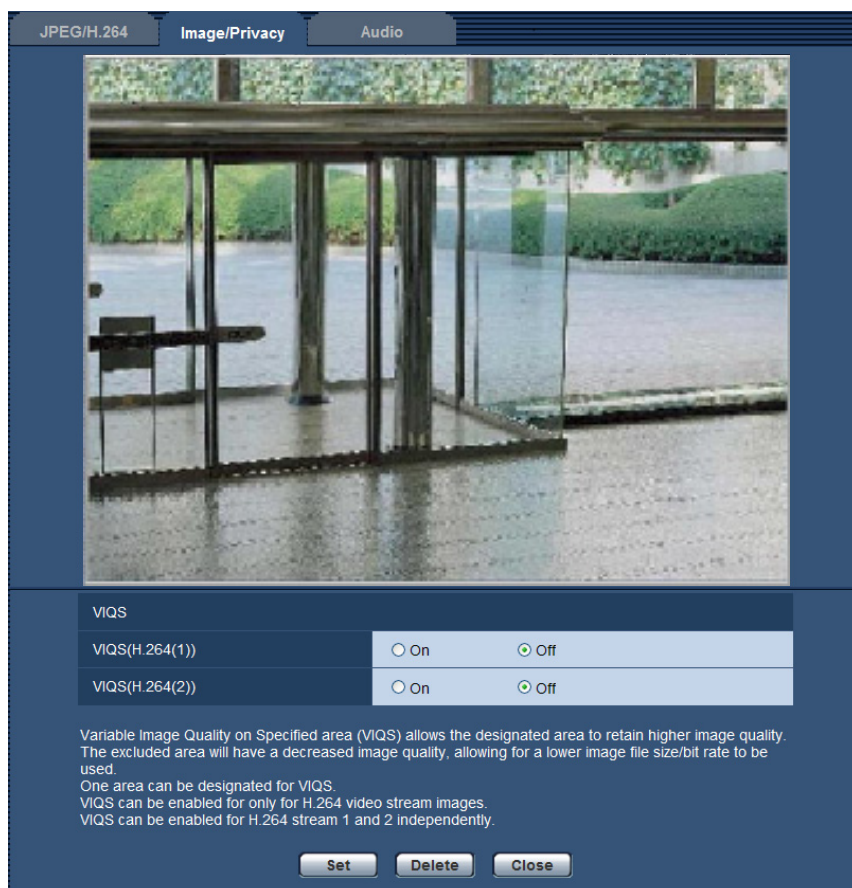 JPEG/H.264 Image/Privacy Audio
VIQS
VIQS(H.264(1)) On Off
VIQS(H.264(2)) On Off
Variable Image Quality on Specified area (VIQS) allows the designated area to retain higher image quality.
The excluded area will have a decreased image quality, allowing for a lower image file size/bit rate to be
used.
One area can be designated for VIQS.
VIQS can be enabled for only for H.264 video stream images.
VIQS can be enabled for H.264 stream 1 and 2 independently.
Set Delete Close